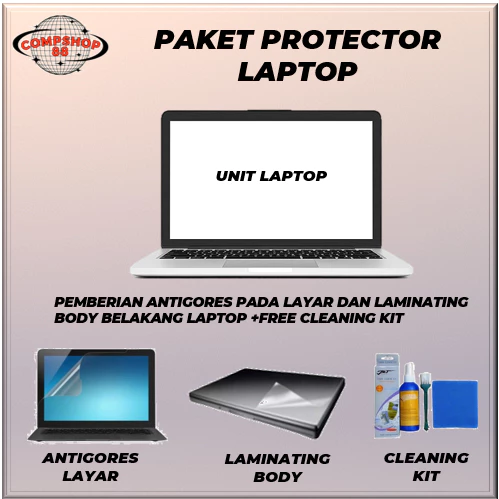 COMPSHOP
88
PAKET PROTECTOR
LAPTOP
UNIT LAPTOP
PEMBERIAN ANTIGORES PADA LAYAR DAN LAMINATING
BODY BELAKANG LAPTOP +FREE CLEANING KIT
ANTIGORES
LAYAR
LAMINATING
BODY
CLEANING
KIT